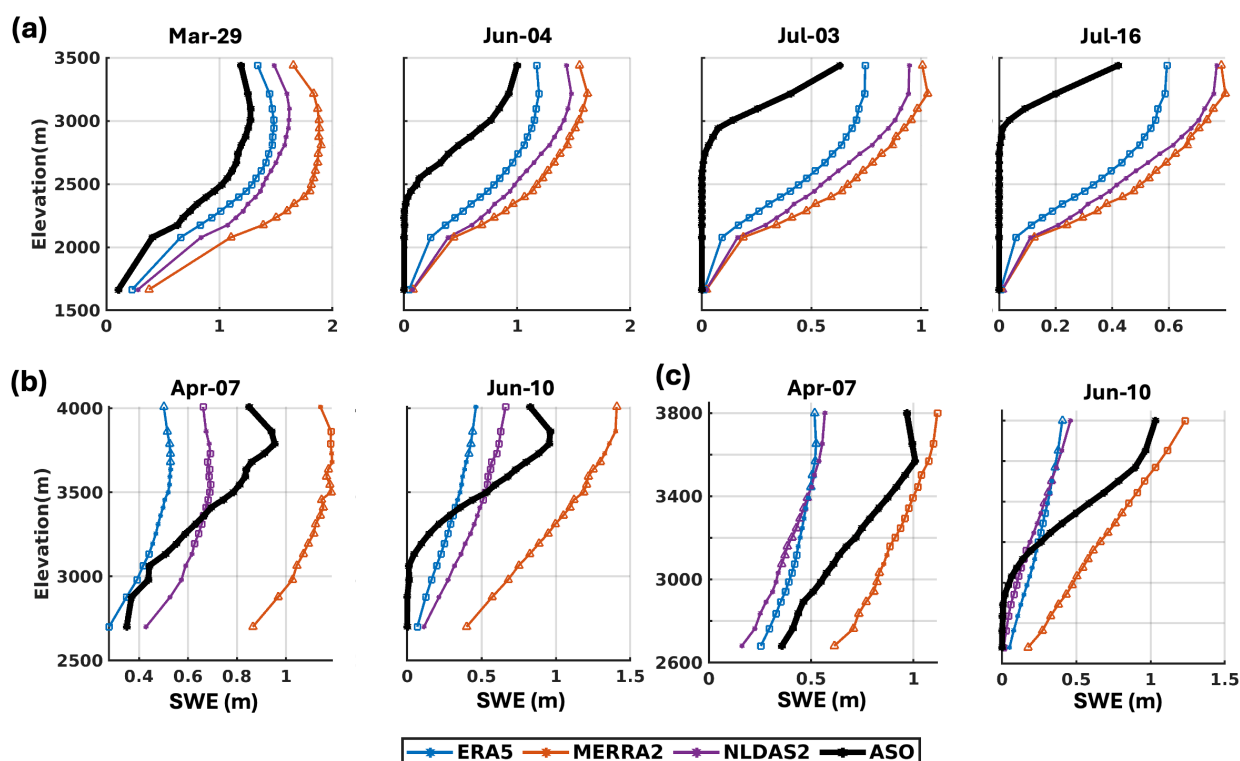 (a)
Mar-29 Jun-04 Jul-03 Jul-16
Elevation(m)
3500
3000
2500
2000
1500
0 1 2 0 1 2 0 0.5 1 0 0.2 0.4 0.6
(b) (c)
Apr-07 Jun-10 Apr-07 Jun-10
Elevation(m)
4000 3800
3500 3400
3000 3000
2500 2600
0.4 0.6 0.8 1 0 0.5 1 1.5 0 0.5 1 0 0.5 1 1.5
SWE (m) SWE (m) SWE (m) SWE (m)
ERA5 MERRA2 NLDAS2 ASO